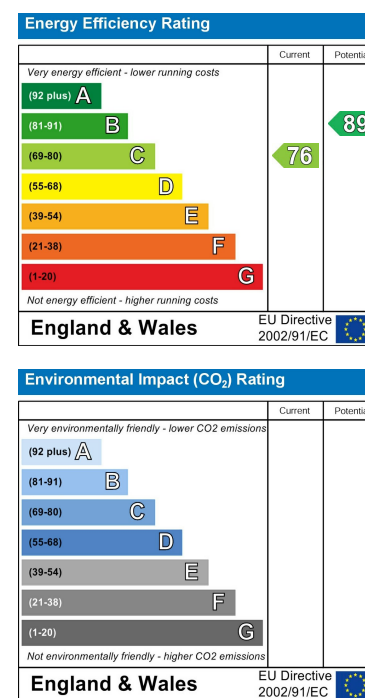 Energy Efficiency Rating
Current Potentia
Very energy efficient - lower running costs
(92 plus) A
(81-91) B 89
(69-80) C 76
(55-68) D
(39-54) E
(21-38) F
(1-20) G
Not energy efficient - higher running costs
England & Wales EU Directive 2002/91/EC
Environmental Impact (CO₂) Rating
Current Potentia
Very environmentally friendly - lower CO2 emissions
(92 plus) A
(81-91) B
(69-80) C
(55-68) D
(39-54) E
(21-38) F
(1-20) G
Not environmentally friendly - higher CO2 emissions
England & Wales EU Directive 2002/91/EC